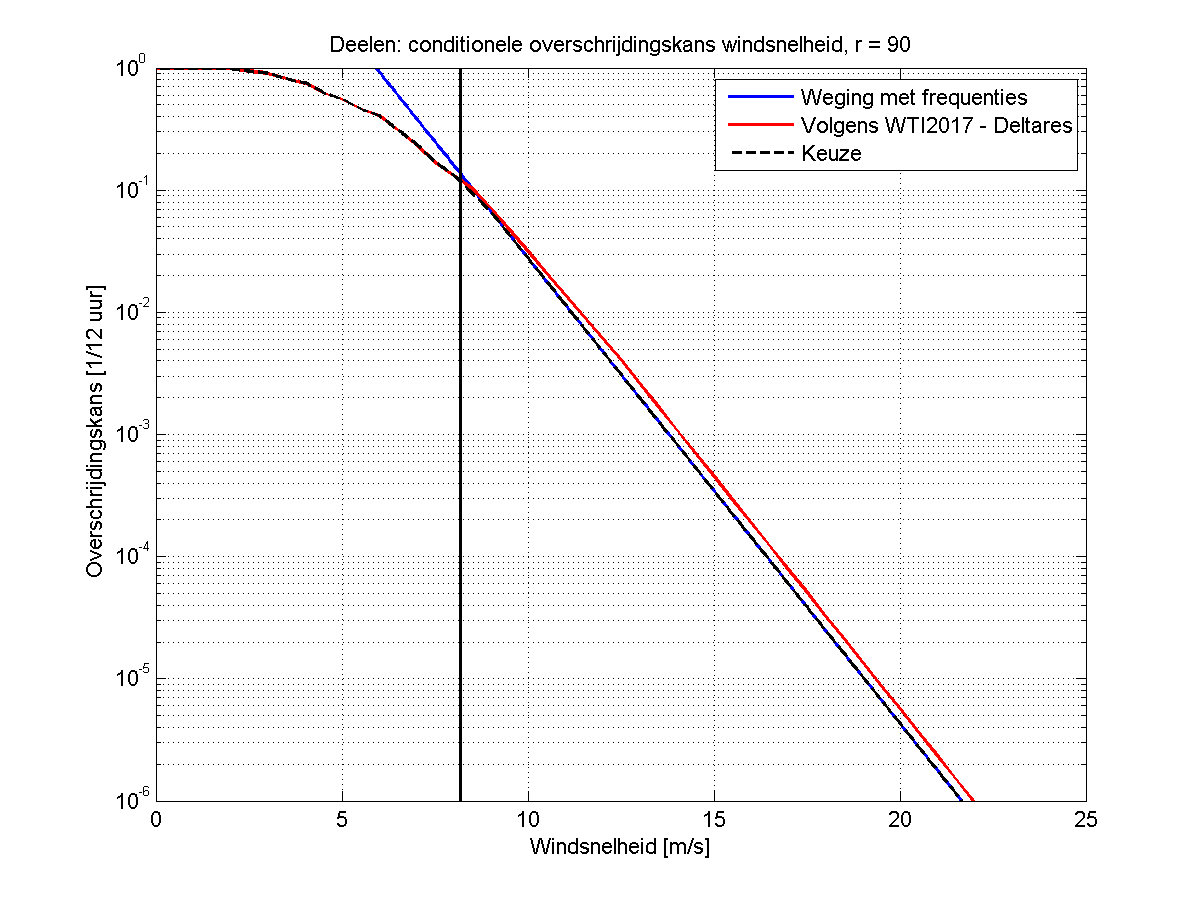 Deelen: conditionele overschrijdingskans windsnelheid, r = 90
Weging met frequenties
Volgens WTI2017 - Deltares
Keuze
Overschrijdingskans [1/12 uur]
10^0
10^-1
10^-2
10^-3
10^-4
10^-5
10^-6
0 5 10 15 20 25
Windsnelheid [m/s]